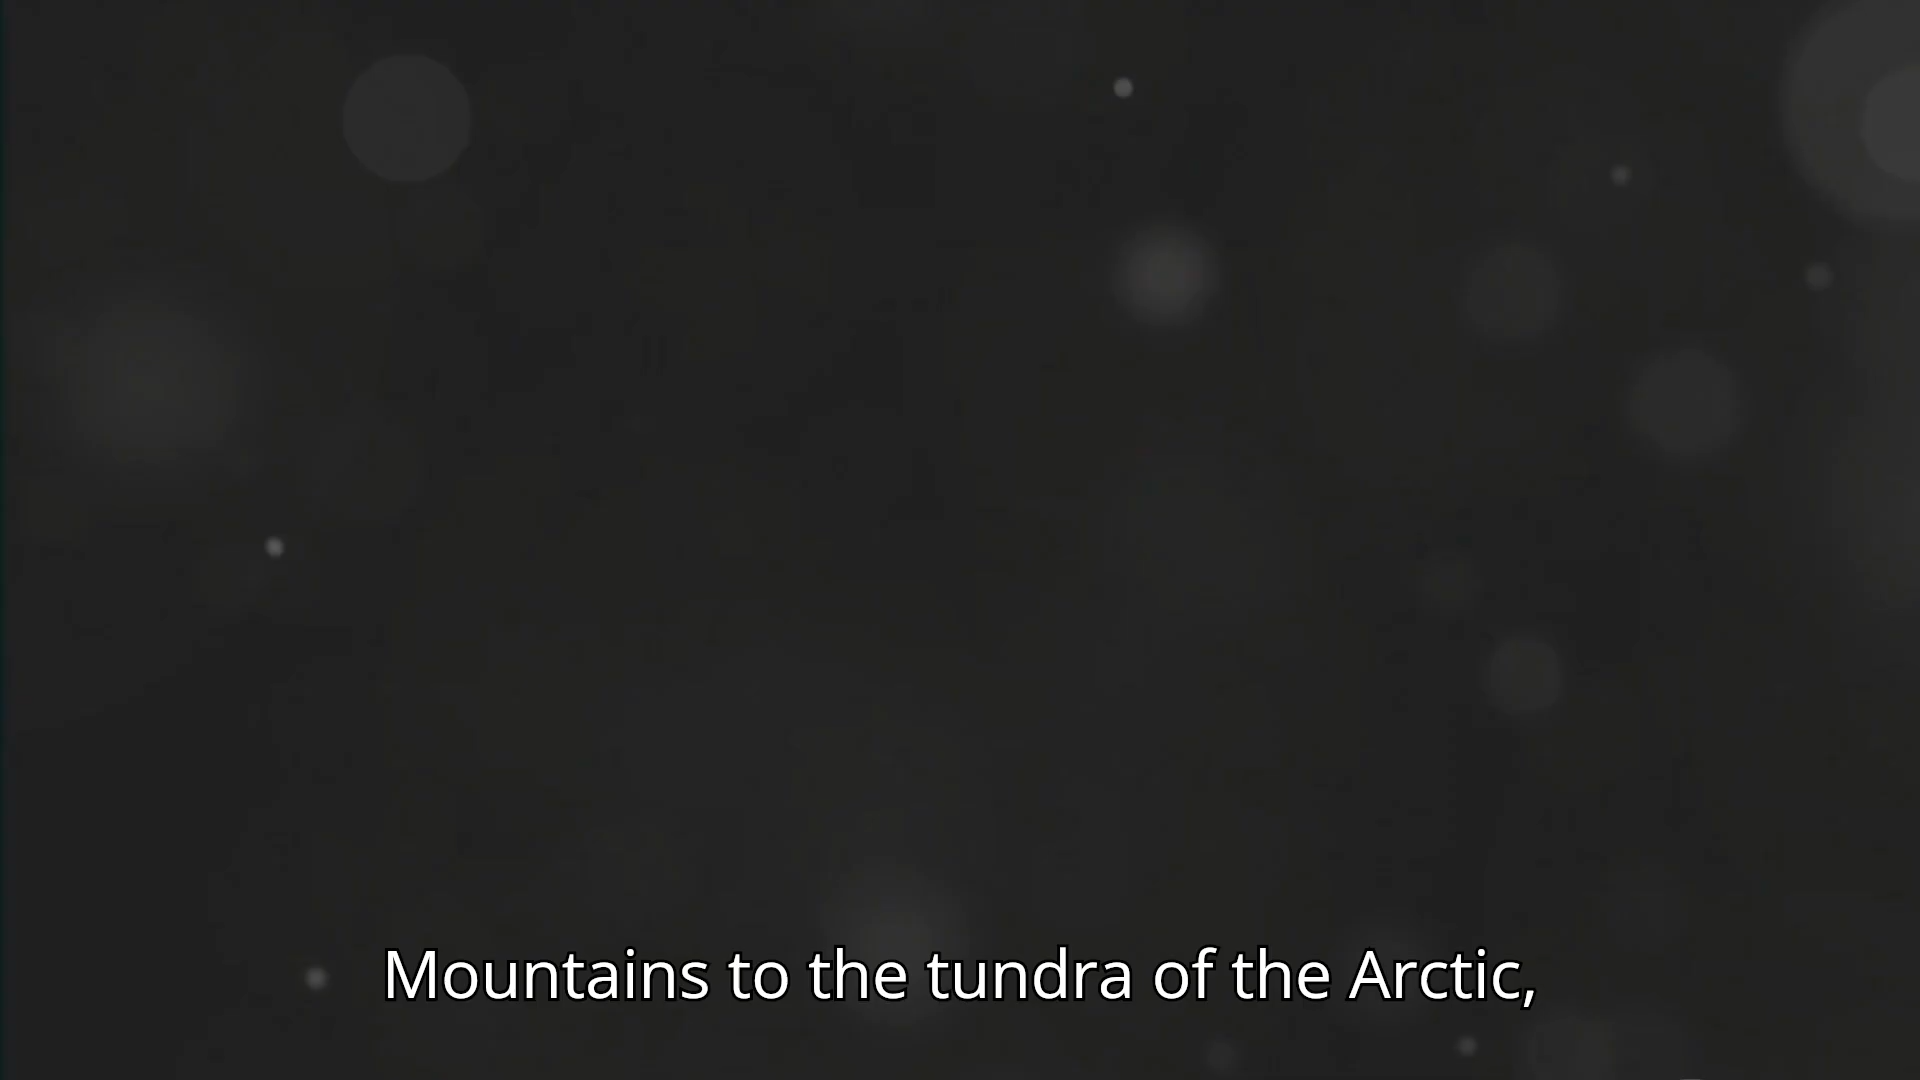 Mountains to the tundra of the Arctic,